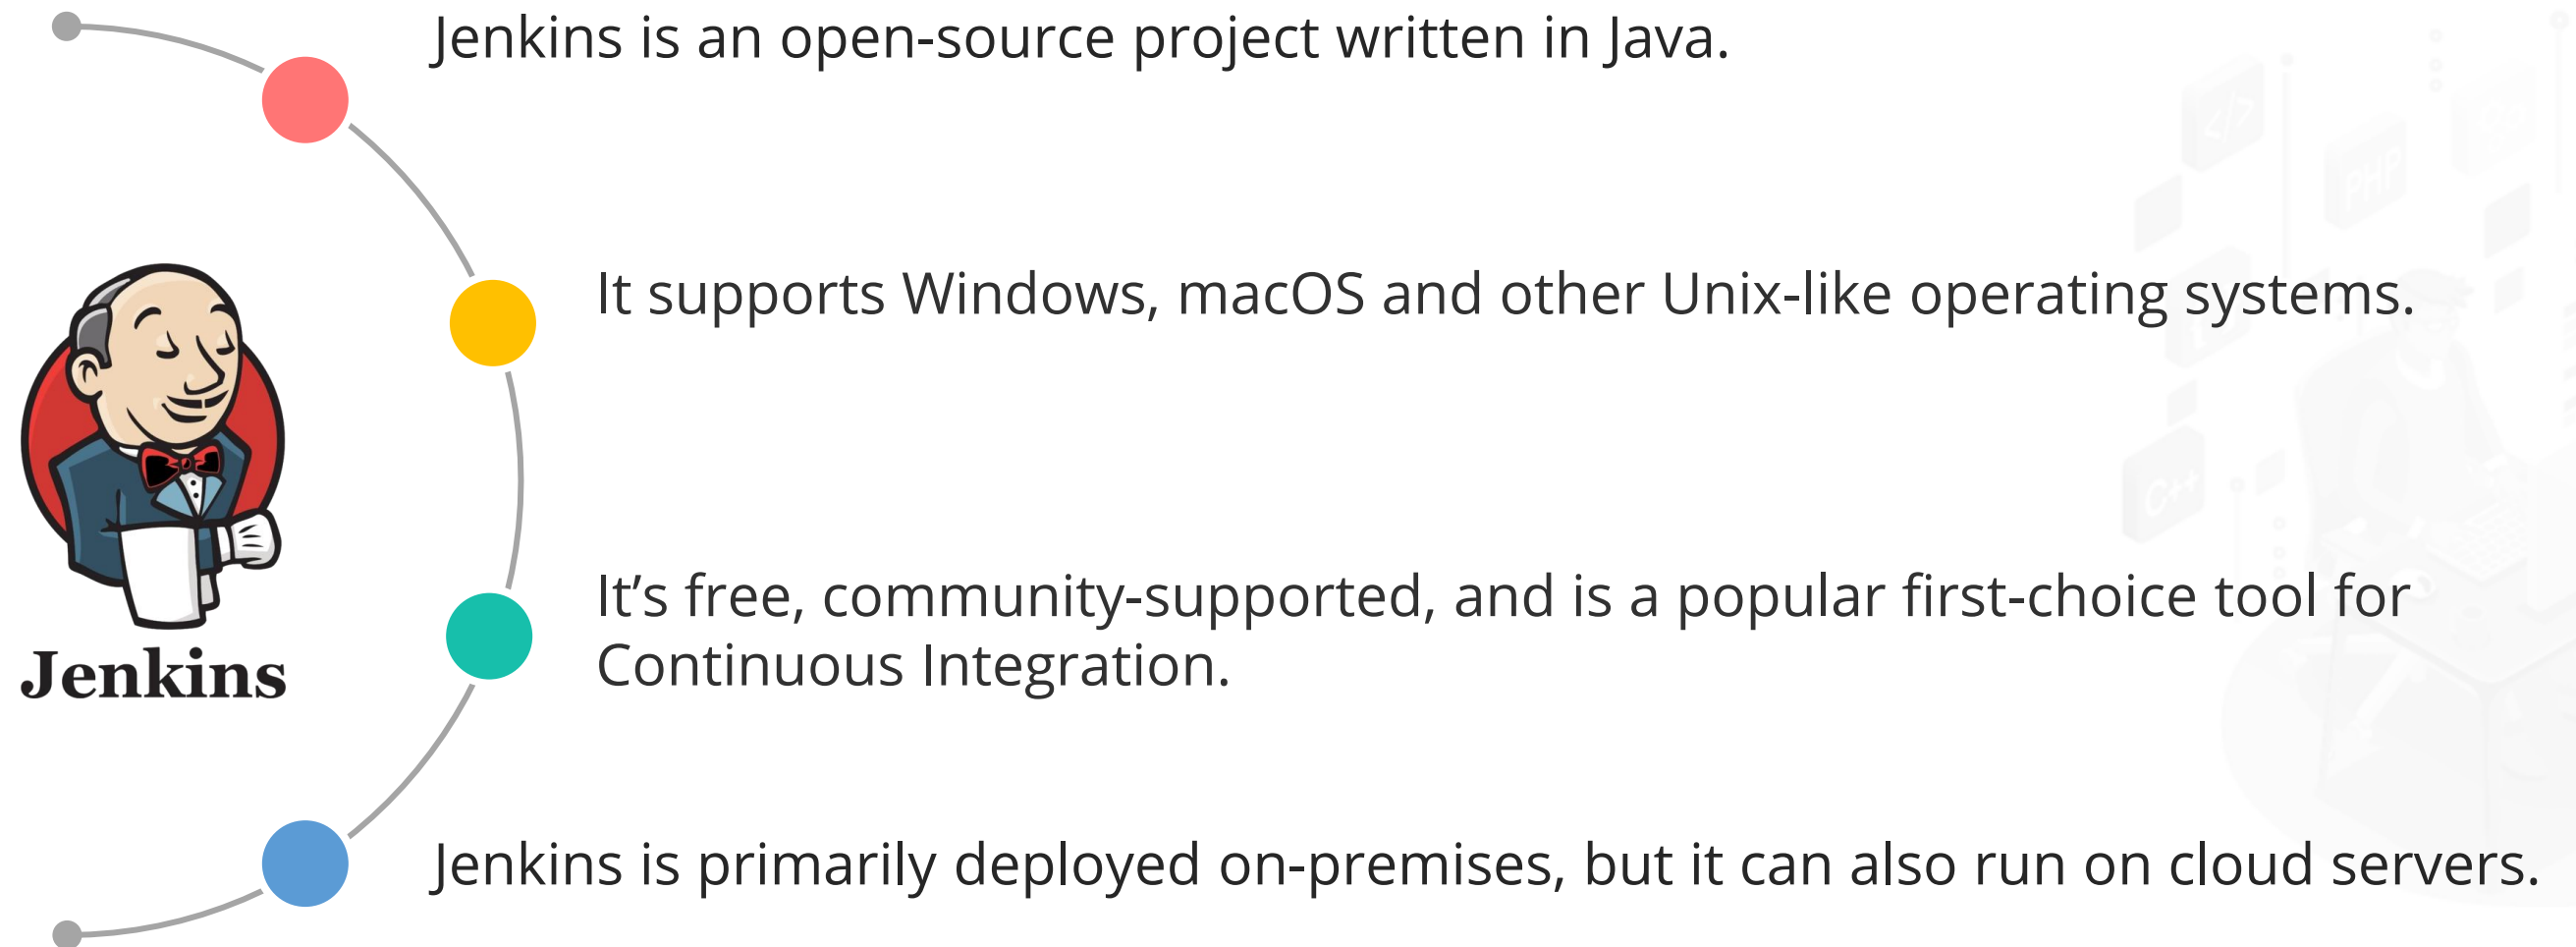 Jenkins is an open-source project written in Java.
</>
PHP
It supports Windows, macOS and other Unix-like operating systems.
C++
It’s free, community-supported, and is a popular first-choice tool for
Continuous Integration.
Jenkins
Jenkins is primarily deployed on-premises, but it can also run on cloud servers.